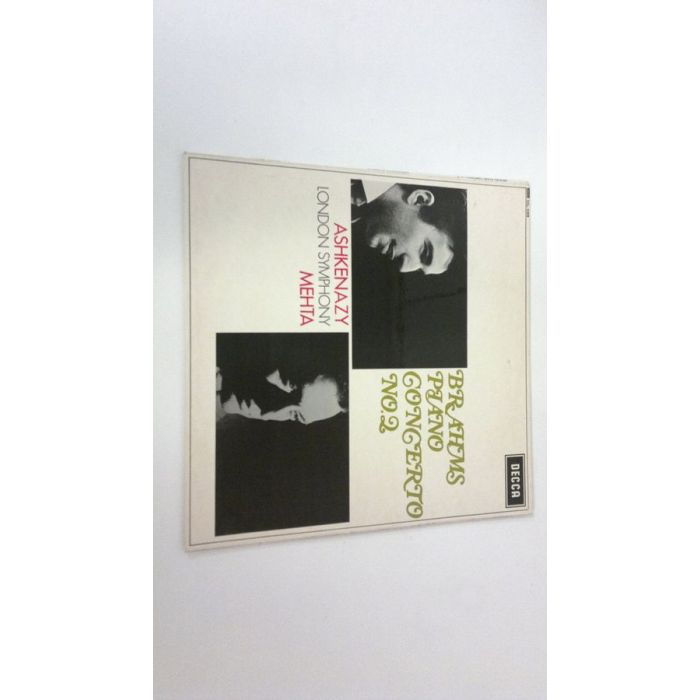 DECCA
BRAHMS
PIANO
CONCERTO
NO.2
ASHKENAZY
LONDON SYMPHONY
MEHTA